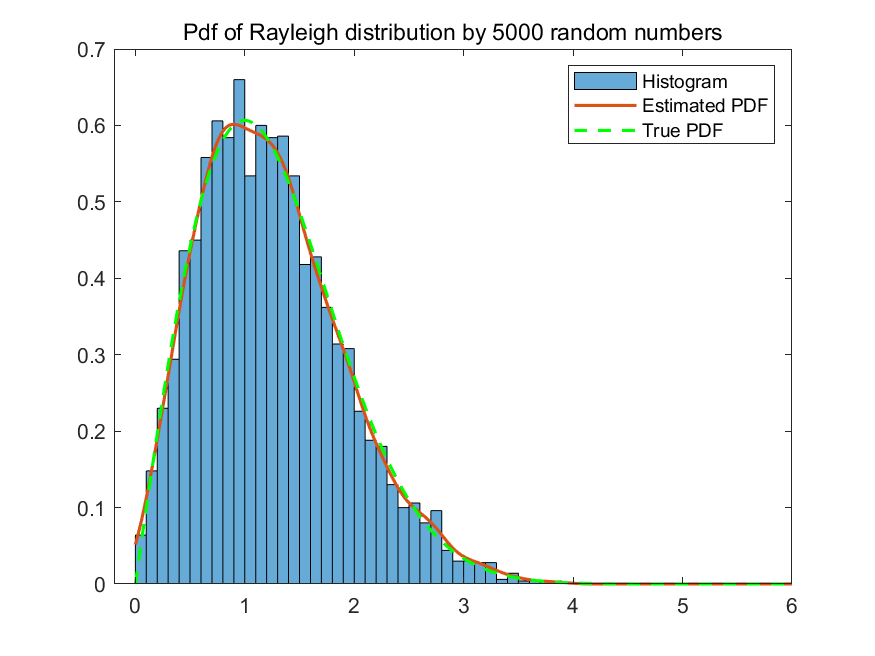 Pdf of Rayleigh distribution by 5000 random numbers
Histogram
Estimated PDF
True PDF
0.7
0.6
0.5
0.4
0.3
0.2
0.1
0
0 1 2 3 4 5 6